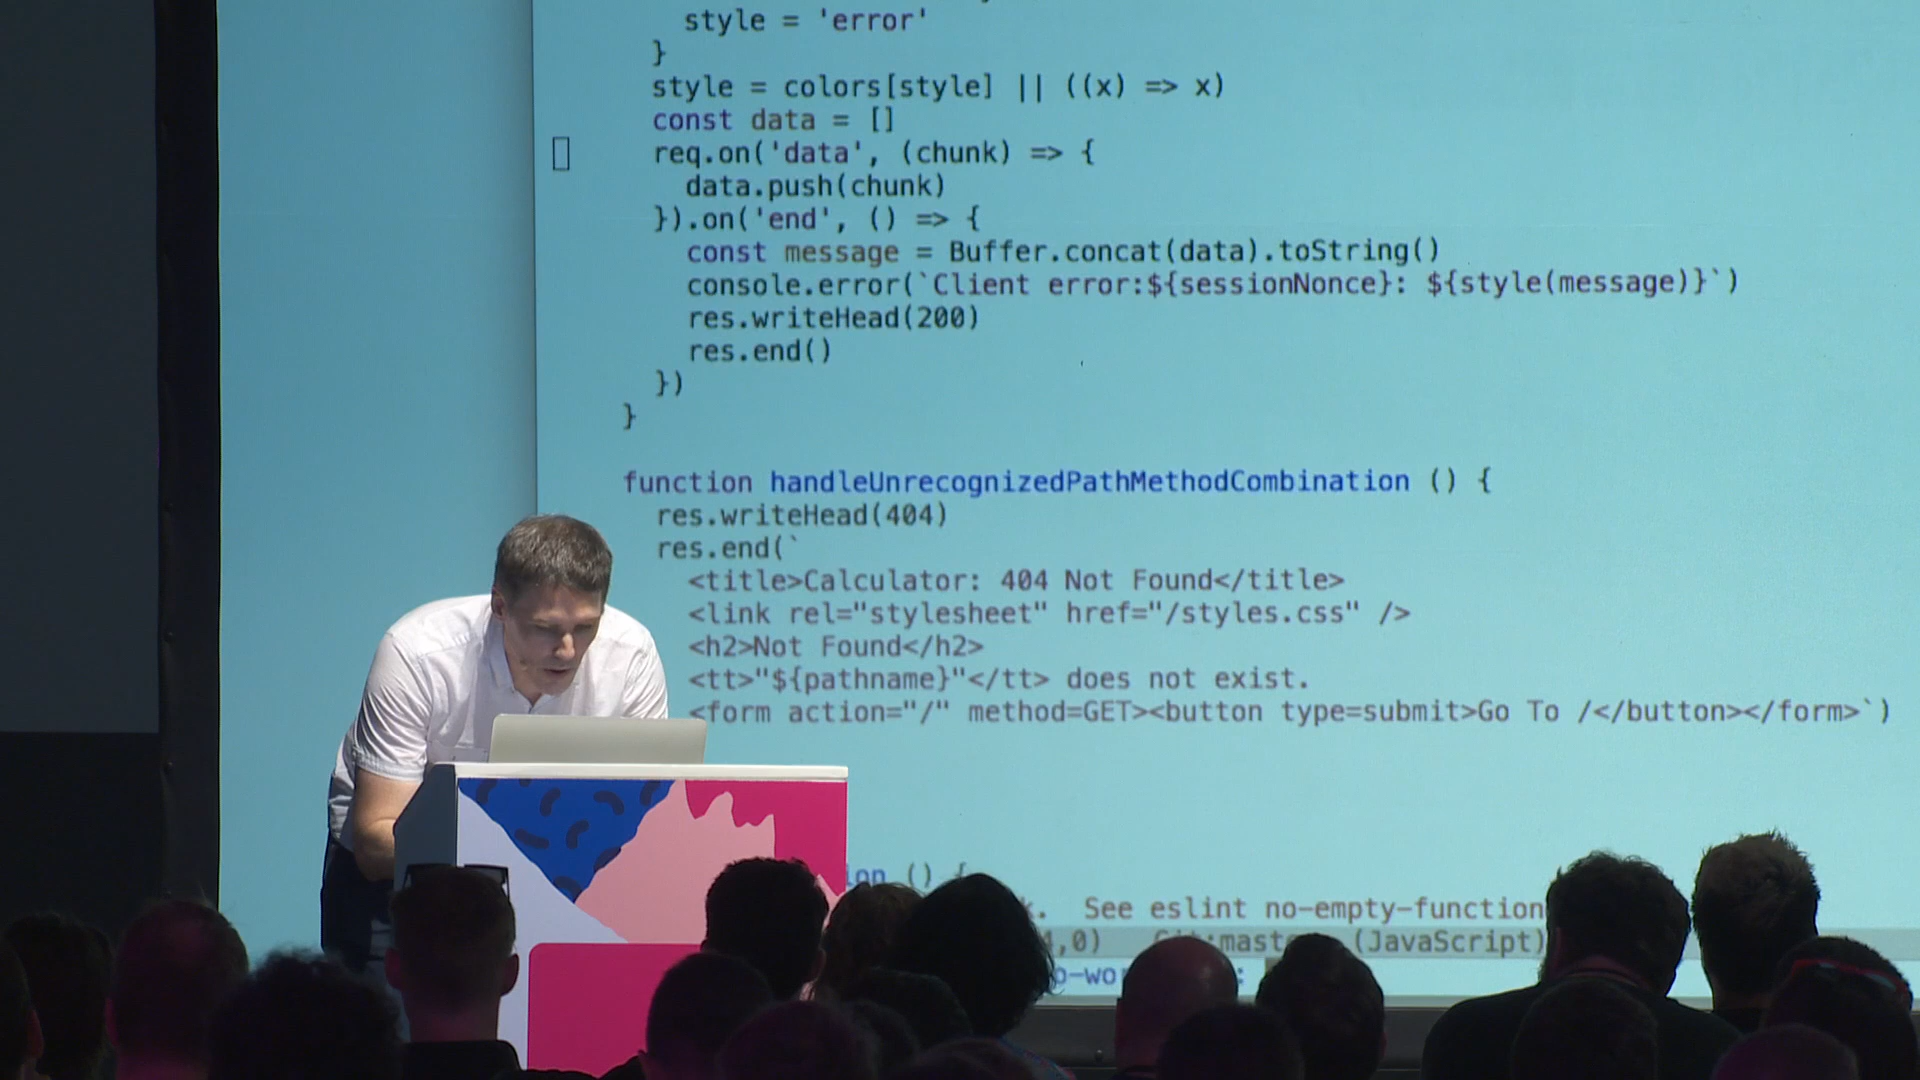 style = 'error'
}
style = colors[style] || ((x) => x)
const data = []
req.on('data', (chunk) => {
data.push(chunk)
}).on('end', () => {
const message = Buffer.concat(data).toString()
console.error(`Client error:${sessionNonce}: ${style(message)}`)
res.writeHead(200)
res.end()
})
}
function handleUnrecognizedPathMethodCombination () {
res.writeHead(404)
res.end(`
<title>Calculator: 404 Not Found</title>
<link rel="stylesheet" href="/styles.css" />
<h2>Not Found</h2>
<tt>"${pathname}"</tt> does not exist.
<form action="/" method=GET><button type=submit>Go To /</button></form>`)
() {
See eslint no-empty-function
,0) (JavaScript)